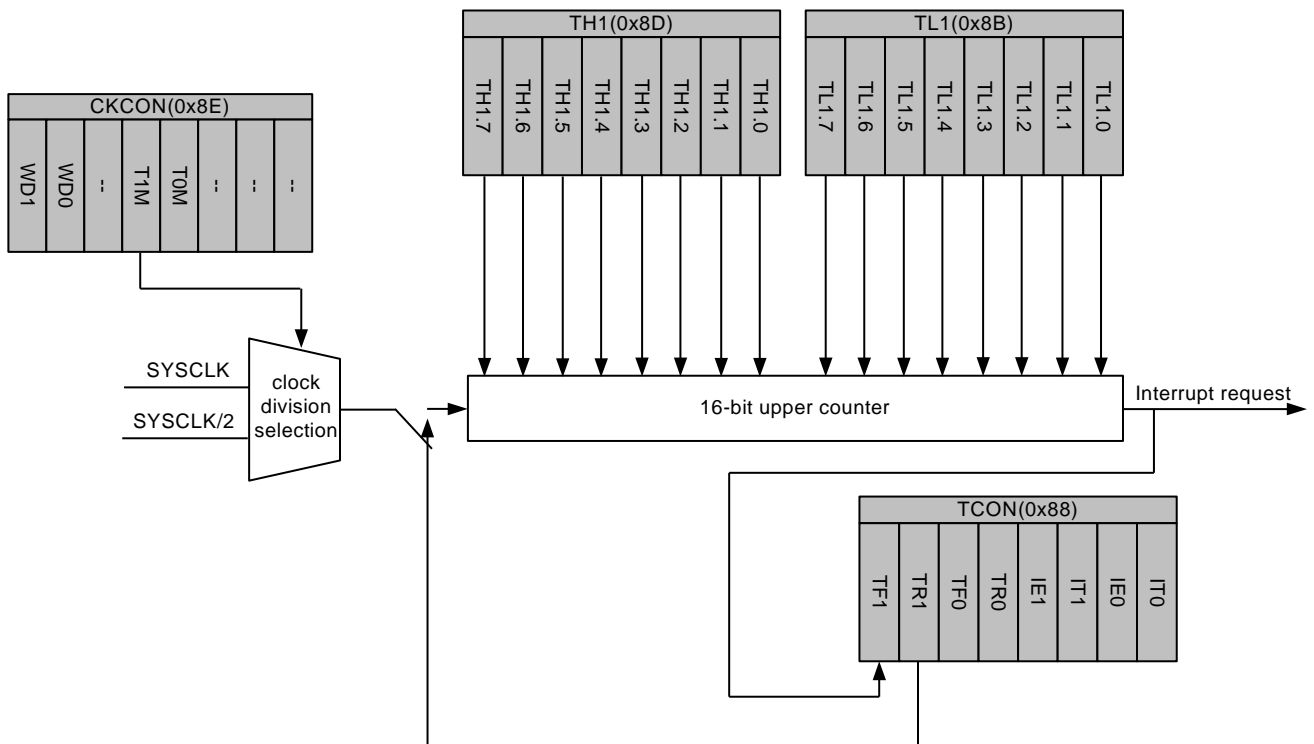 TH1(0x8D)
TH1.7
TH1.6
TH1.5
TH1.4
TH1.3
TH1.2
TH1.1
TH1.0
TL1(0x8B)
TL1.7
TL1.6
TL1.5
TL1.4
TL1.3
TL1.2
TL1.1
TL1.0
CKCON(0x8E)
WD1
WD0
--
T1M
T0M
--
--
--
SYSCLK
SYSCLK/2
clock
division
selection
16-bit upper counter
Interrupt request
TCON(0x88)
TF1
TR1
TF0
TR0
IE1
IT1
IE0
IT0